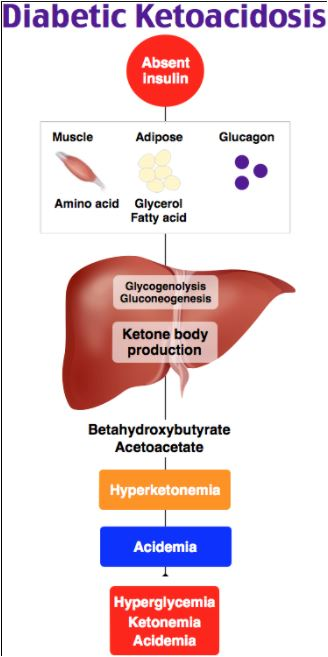 Diabetic Ketoacidosis
Absent
insulin
Muscle Adipose Glucagon
Amino acid Glycerol
Fatty acid
Glycogenolysis
Gluconeogenesis
Ketone body
production
Betahydroxybutyrate
Acetoacetate
Hyperketonemia
Acidemia
Hyperglycemia
Ketonemia
Acidemia